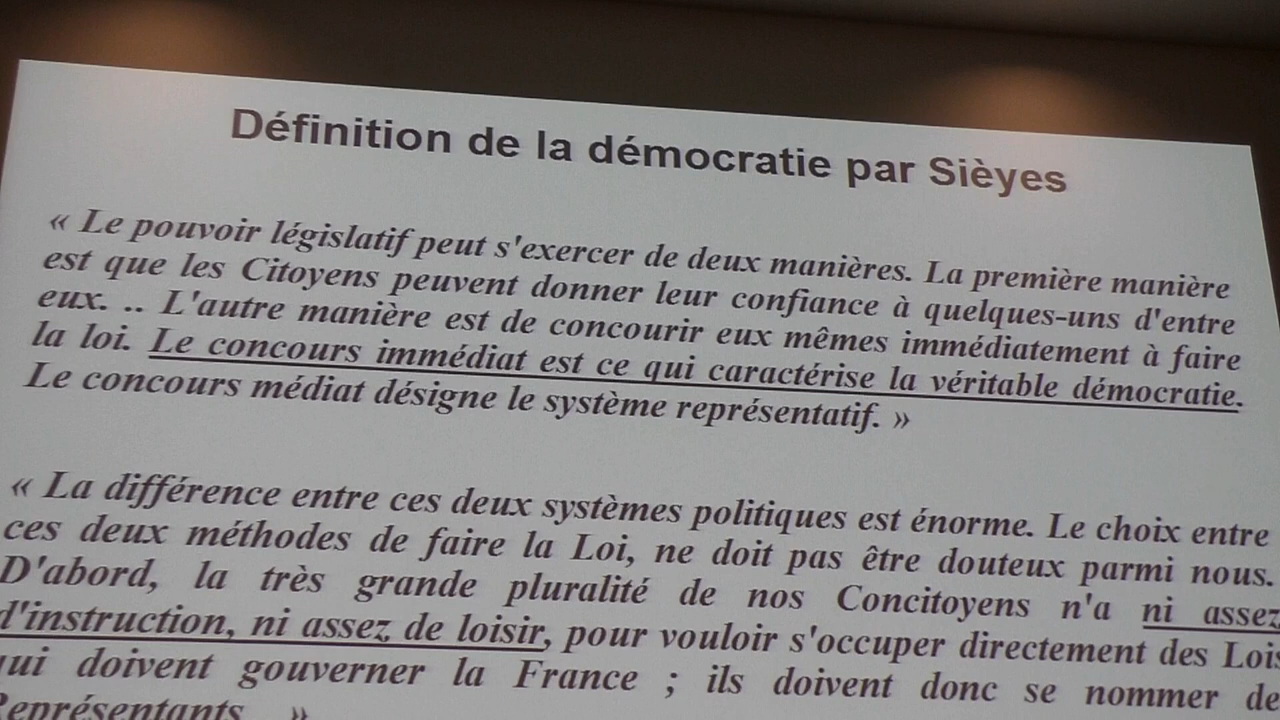 Définition de la démocratie par Sièyes
« Le pouvoir législatif peut s'exercer de deux manières. La première manière
est que les Citoyens peuvent donner leur confiance à quelques-uns d'entre
eux. .. L'autre manière est de concourir eux mêmes immédiatement à faire
la loi. Le concours immédiat est ce qui caractérise la véritable démocratie.
Le concours médiat désigne le système représentatif. »
« La différence entre ces deux systèmes politiques est énorme. Le choix entre
ces deux méthodes de faire la Loi, ne doit pas être douteux parmi nous.
D'abord, la très grande pluralité de nos Concitoyens n'a ni assez
d'instruction, ni assez de loisir, pour vouloir s'occuper directement des Lois
qui doivent gouverner la France ; ils doivent donc se nommer de
Représentants »